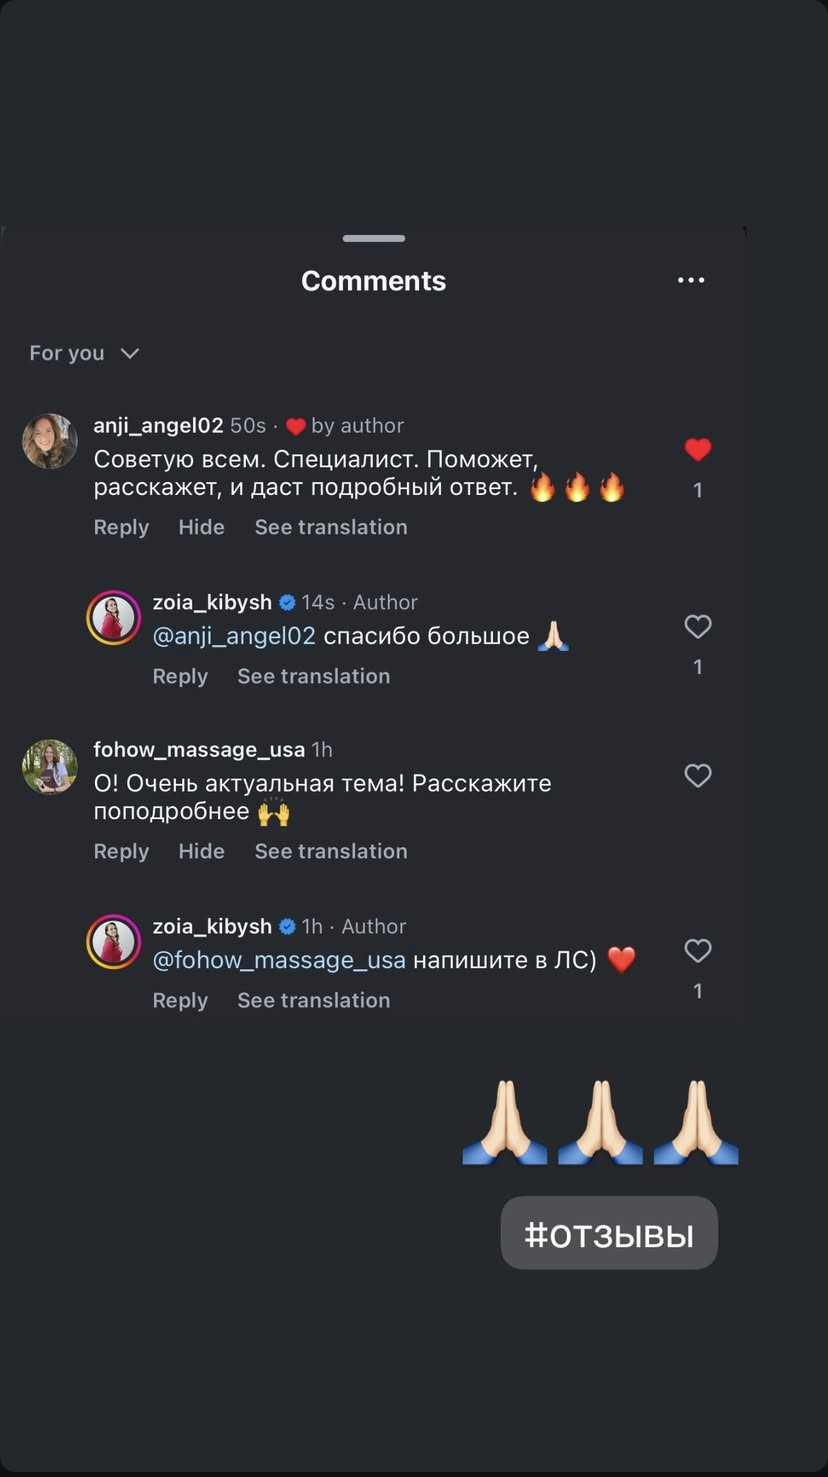 Comments
For you
anji_angel02 50s · ❤️ by author
Советую всем. Специалист. Поможет,
расскажет, и даст подробный ответ. 🔥🔥🔥
1
Reply Hide See translation
zoia_kibysh 14s · Author
@anji_angel02 спасибо большое 🙏🏻
1
Reply See translation
fohow_massage_usa 1h
О! Очень актуальная тема! Расскажите
поподробнее 🙌
Reply Hide See translation
zoia_kibysh 1h · Author
@fohow_massage_usa напишите в ЛС) ❤️
1
Reply See translation
🙏🏻🙏🏻🙏🏻
#отзывы